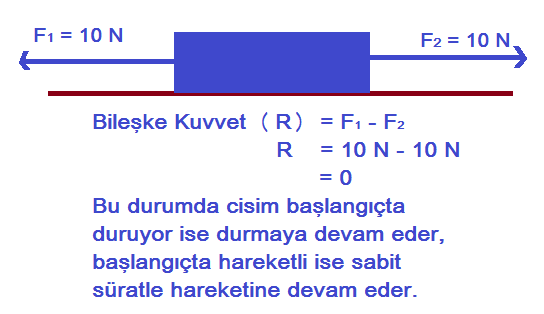 F₁ = 10 N
F₂ = 10 N
Bileşke Kuvvet ( R ) = F₁ - F₂
R = 10 N - 10 N
= 0
Bu durumda cisim başlangıçta
duruyor ise durmaya devam eder,
başlangıçta hareketli ise sabit
süratle hareketine devam eder.